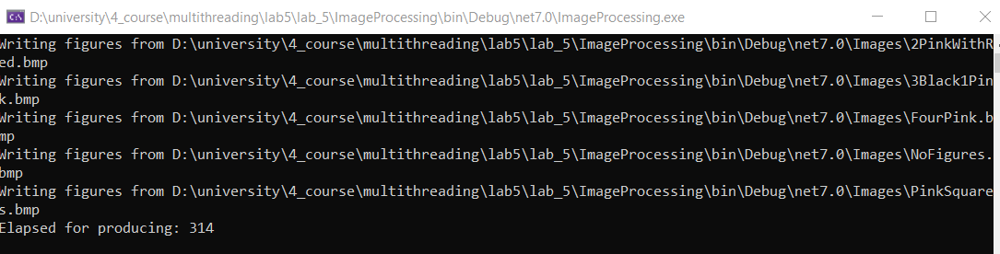 D:\university\4_course\multithreading\lab5\lab_5\ImageProcessing\bin\Debug\net7.0\ImageProcessing.exe
Writing figures from D:\university\4_course\multithreading\lab5\lab_5\ImageProcessing\bin\Debug\net7.0\Images\2PinkWithR
ed.bmp
Writing figures from D:\university\4_course\multithreading\lab5\lab_5\ImageProcessing\bin\Debug\net7.0\Images\3Black1Pin
k.bmp
Writing figures from D:\university\4_course\multithreading\lab5\lab_5\ImageProcessing\bin\Debug\net7.0\Images\FourPink.b
mp
Writing figures from D:\university\4_course\multithreading\lab5\lab_5\ImageProcessing\bin\Debug\net7.0\Images\NoFigures.
bmp
Writing figures from D:\university\4_course\multithreading\lab5\lab_5\ImageProcessing\bin\Debug\net7.0\Images\PinkSquare
s.bmp
Elapsed for producing: 314